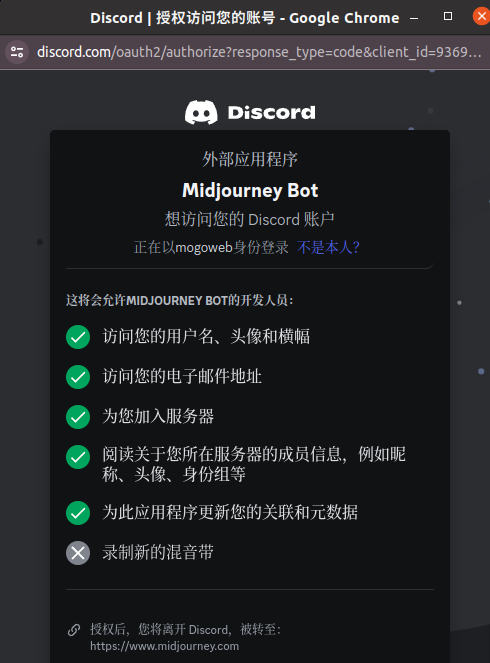 Discord | 授权访问您的账号 - Google Chrome
discord.com/oauth2/authorize?response_type=code&client_id=9369...
Discord
外部应用程序
Midjourney Bot
想访问您的 Discord 账户
正在以mogoweb身份登录 不是本人？
这将会允许MIDJOURNEY BOT的开发人员：
访问您的用户名、头像和横幅
访问您的电子邮件地址
为您加入服务器
阅读关于您所在服务器的成员信息，例如昵
称、头像、身份组等
为此应用程序更新您的关联和元数据
录制新的混音带
授权后，您将离开 Discord，被转至：
https://www.midjourney.com